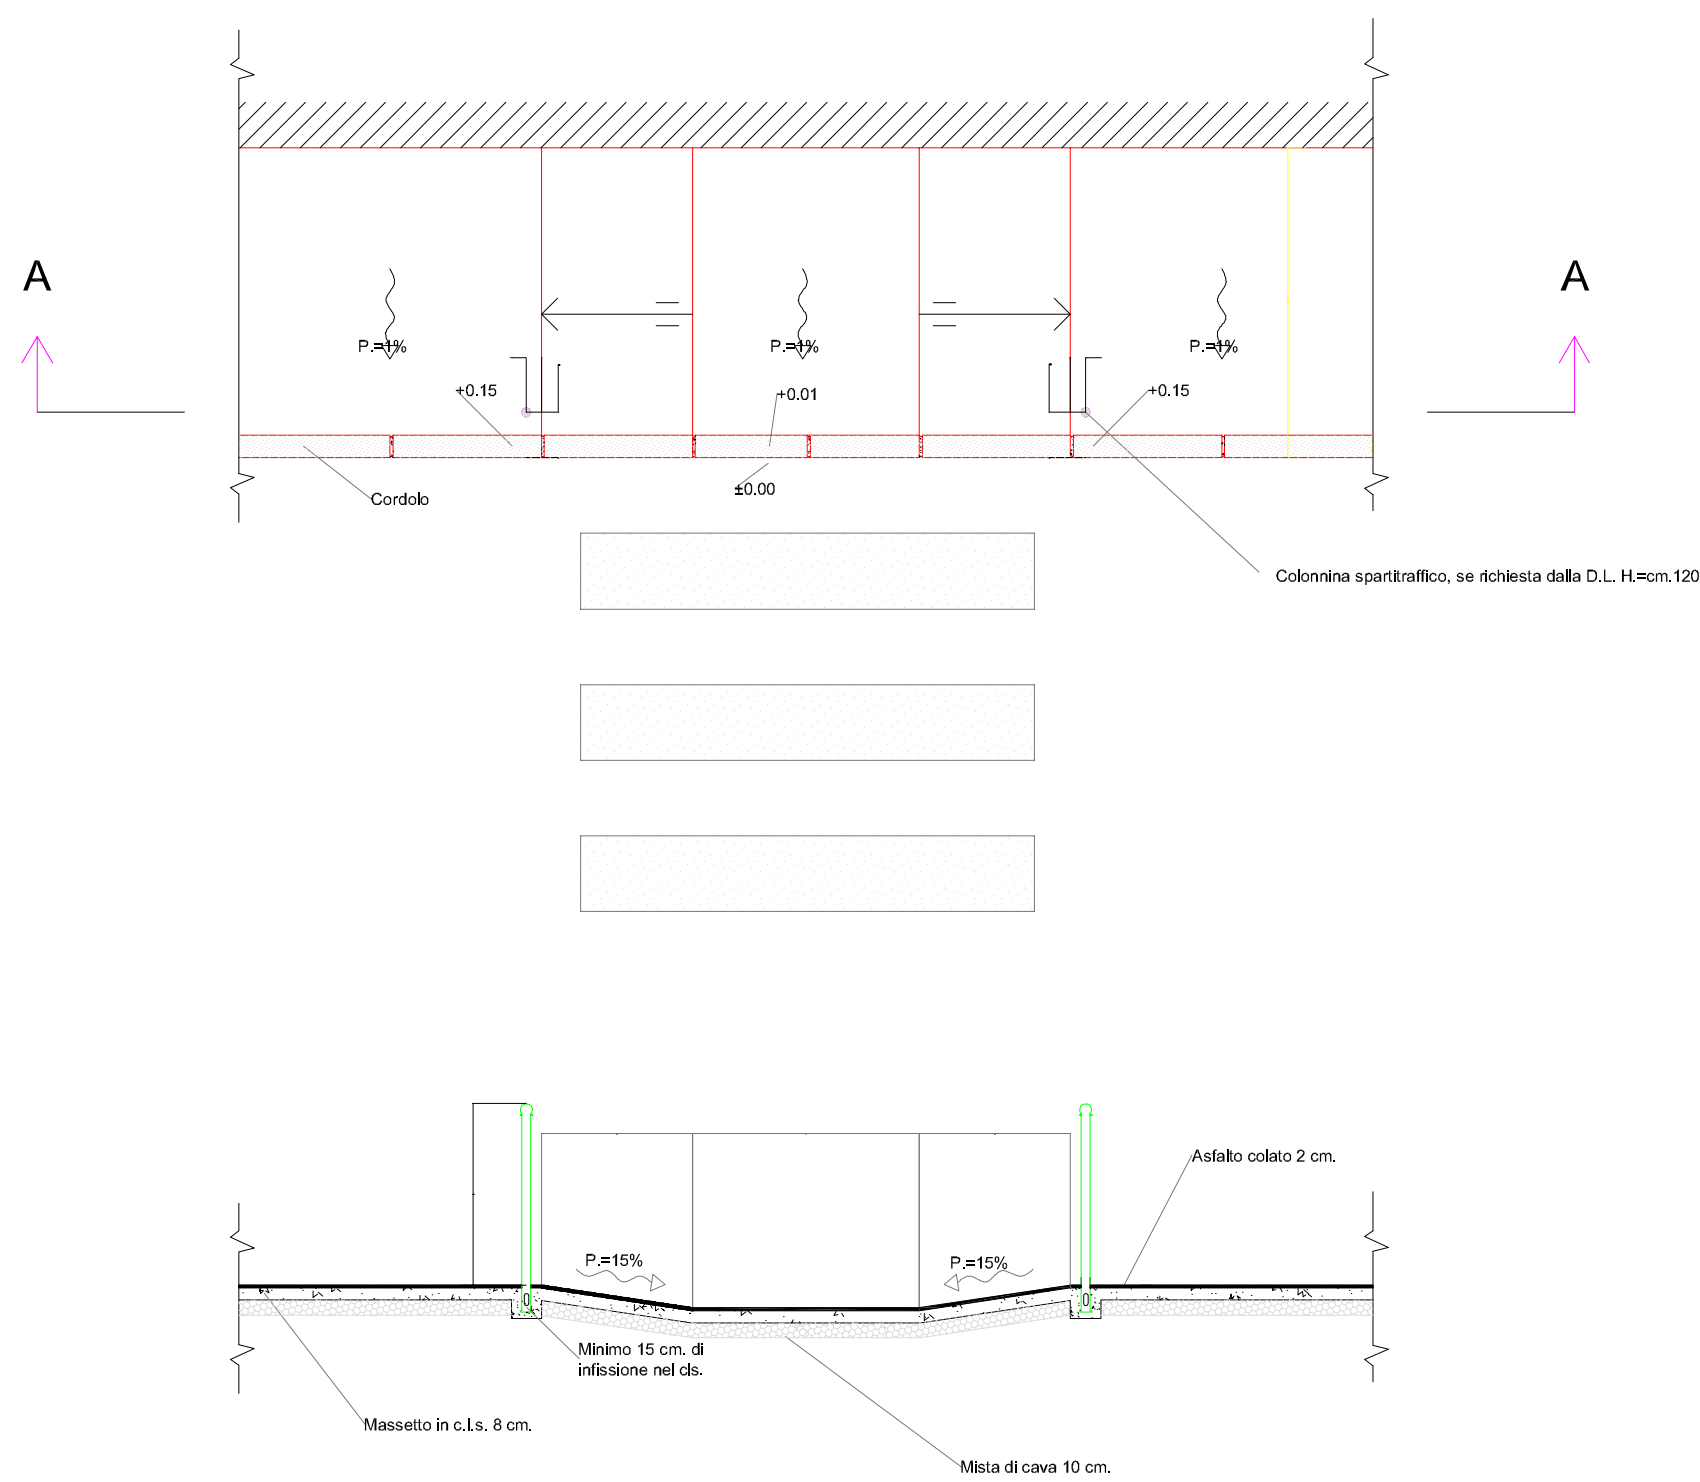 A
A
P.=1%
P.=1%
P.=1%
+0.15
+0.01
+0.15
Cordolo
±0.00
Colonnina spartitraffico, se richiesta dalla D.L. H.=cm.120
Asfalto colato 2 cm.
P.=15%
P.=15%
Minimo 15 cm. di
infissione nel cls.
Massetto in c.l.s. 8 cm.
Mista di cava 10 cm.